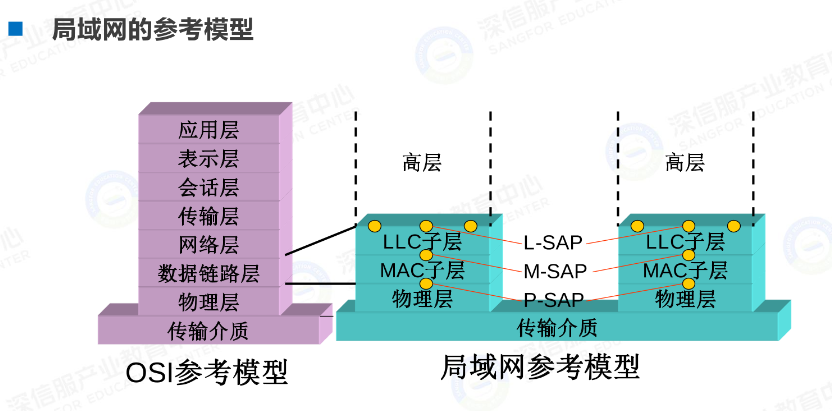 局域网的参考模型
应用层
表示层
会话层
传输层
网络层
数据链路层
物理层
传输介质
OSI参考模型
高层
高层
LLC子层
L-SAP
LLC子层
MAC子层
M-SAP
MAC子层
物理层
P-SAP
物理层
传输介质
局域网参考模型
深信服产业教育中心
SANGFOR EDUCATION CENTER